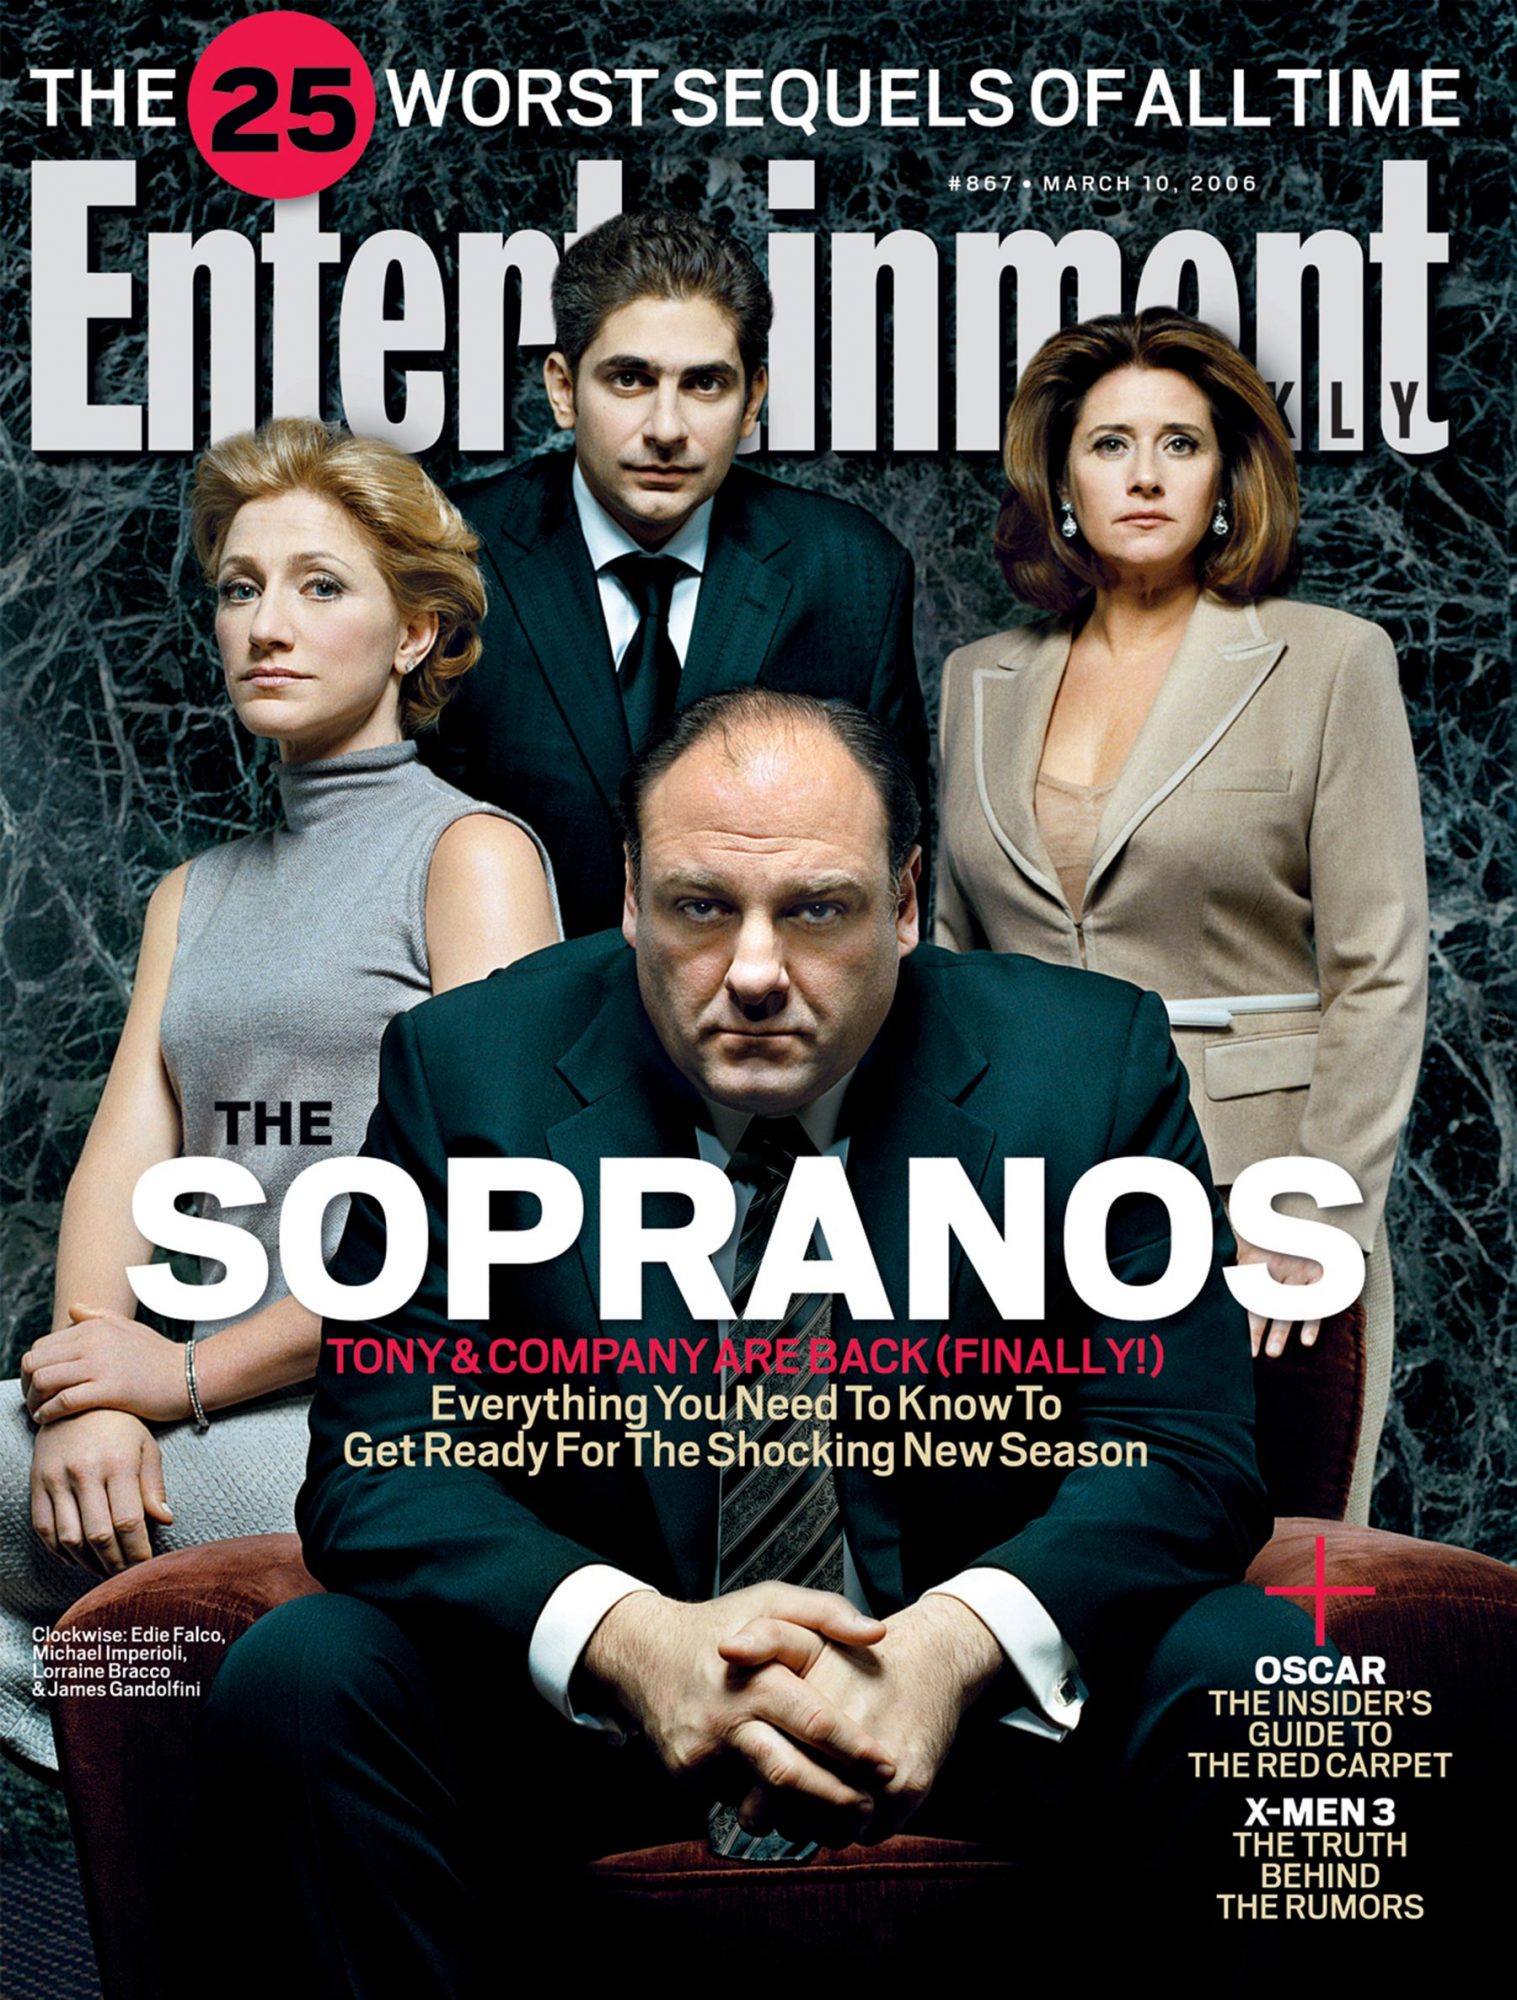 THE 25 WORST SEQUELS OF ALL TIME
#867 • MARCH 10, 2006
Entertainment
KLY
THE
SOPRANOS
TONY & COMPANY ARE BACK (FINALLY!)
Everything You Need To Know To
Get Ready For The Shocking New Season
Clockwise: Edie Falco,
Michael Imperioli,
Lorraine Bracco
& James Gandolfini
+
OSCAR
THE INSIDER'S
GUIDE TO
THE RED CARPET
X-MEN 3
THE TRUTH
BEHIND
THE RUMORS